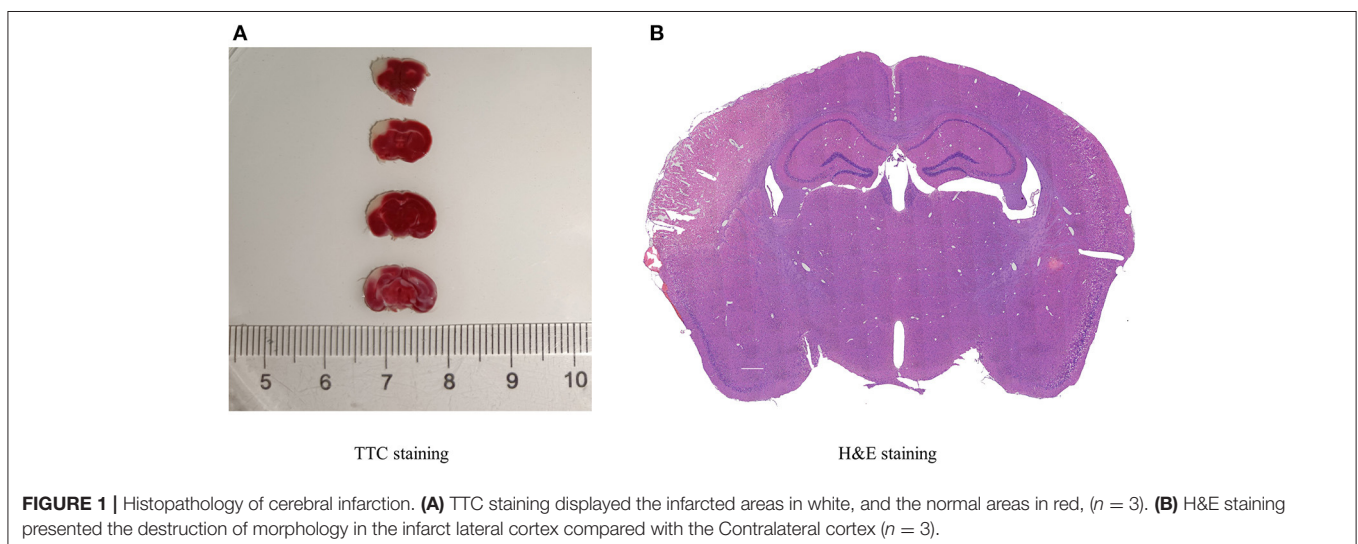 A
B
5 6 7 8 9 10
TTC staining
H&E staining
FIGURE 1 | Histopathology of cerebral infarction. (A) TTC staining displayed the infarcted areas in white, and the normal areas in red, (n = 3). (B) H&E staining
presented the destruction of morphology in the infarct lateral cortex compared with the Contralateral cortex (n = 3).